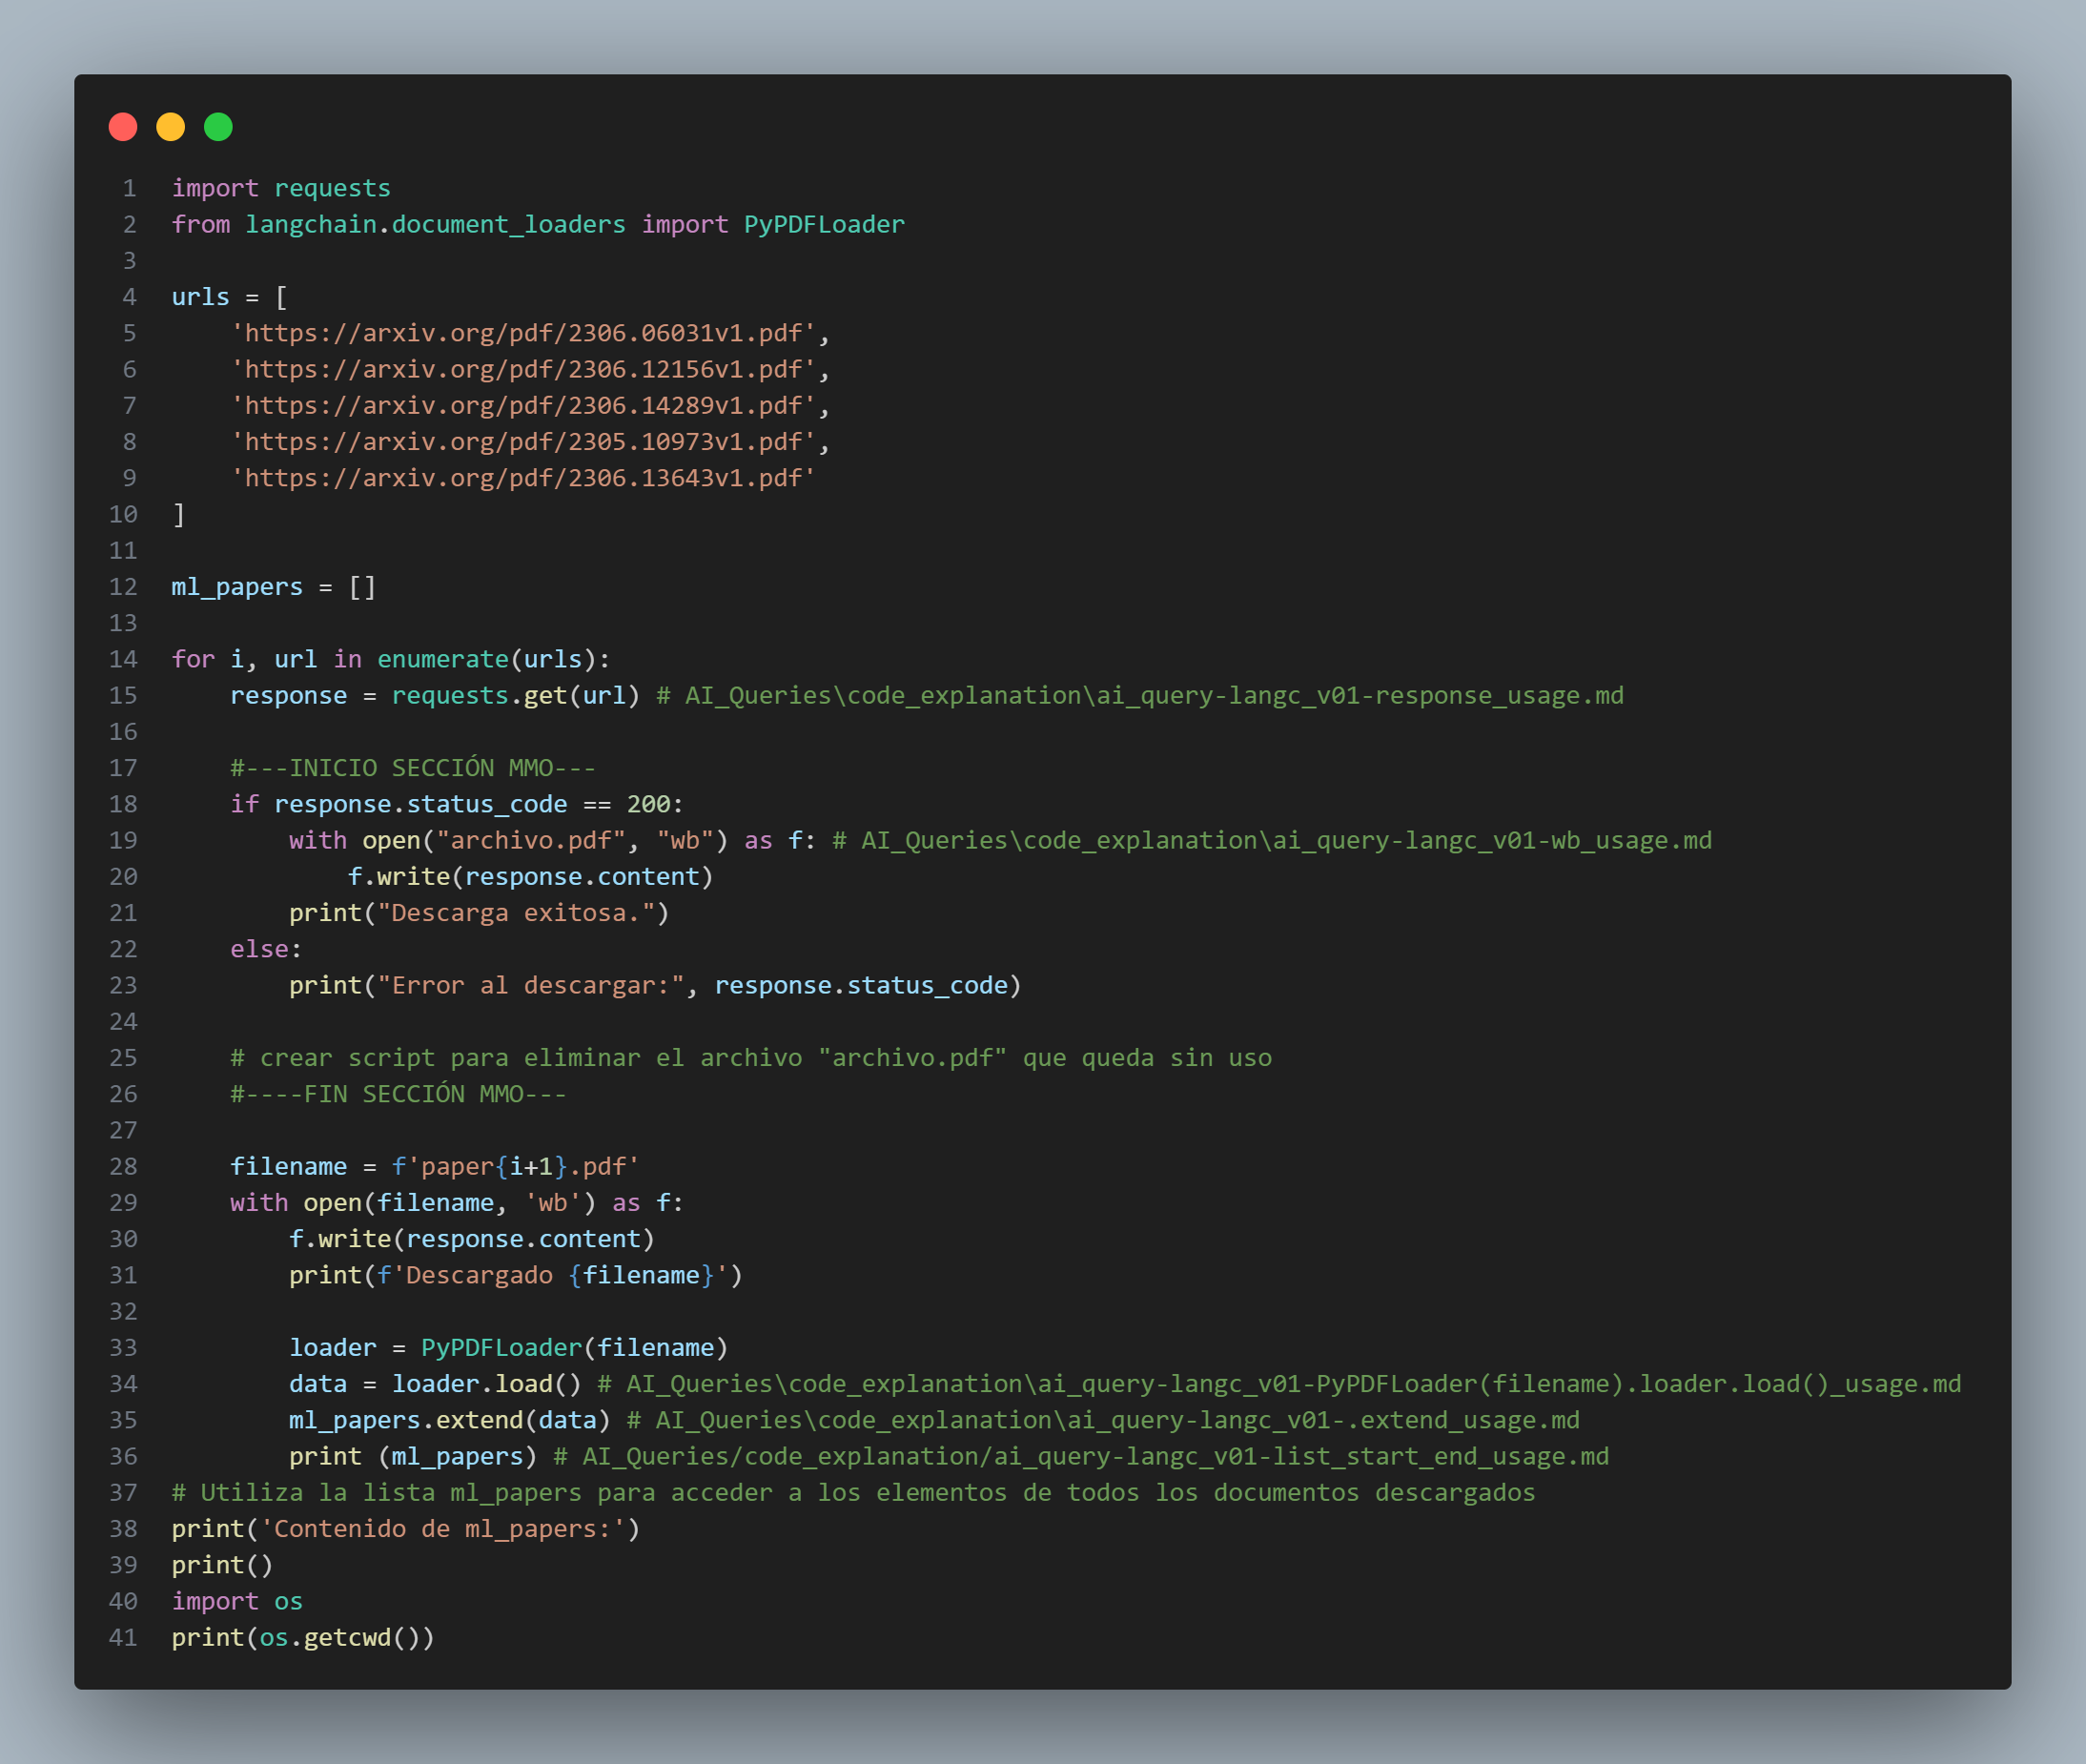 1 import requests
2 from langchain.document_loaders import PyPDFLoader
3
4 urls = [
5     'https://arxiv.org/pdf/2306.06031v1.pdf',
6     'https://arxiv.org/pdf/2306.12156v1.pdf',
7     'https://arxiv.org/pdf/2306.14289v1.pdf',
8     'https://arxiv.org/pdf/2305.10973v1.pdf',
9     'https://arxiv.org/pdf/2306.13643v1.pdf'
10 ]
11
12 ml_papers = []
13
14 for i, url in enumerate(urls):
15     response = requests.get(url) # AI_Queries\code_explanation\ai_query-langc_v01-response_usage.md
16
17     #---INICIO SECCIÓN MMO---
18     if response.status_code == 200:
19         with open("archivo.pdf", "wb") as f: # AI_Queries\code_explanation\ai_query-langc_v01-wb_usage.md
20             f.write(response.content)
21         print("Descarga exitosa.")
22     else:
23         print("Error al descargar:", response.status_code)
24
25     # crear script para eliminar el archivo "archivo.pdf" que queda sin uso
26     #----FIN SECCIÓN MMO---
27
28     filename = f'paper{i+1}.pdf'
29     with open(filename, 'wb') as f:
30         f.write(response.content)
31         print(f'Descargado {filename}')
32
33         loader = PyPDFLoader(filename)
34         data = loader.load() # AI_Queries\code_explanation\ai_query-langc_v01-PyPDFLoader(filename).loader.load()_usage.md
35         ml_papers.extend(data) # AI_Queries\code_explanation\ai_query-langc_v01-.extend_usage.md
36         print (ml_papers) # AI_Queries/code_explanation/ai_query-langc_v01-list_start_end_usage.md
37 # Utiliza la lista ml_papers para acceder a los elementos de todos los documentos descargados
38 print('Contenido de ml_papers:')
39 print()
40 import os
41 print(os.getcwd())